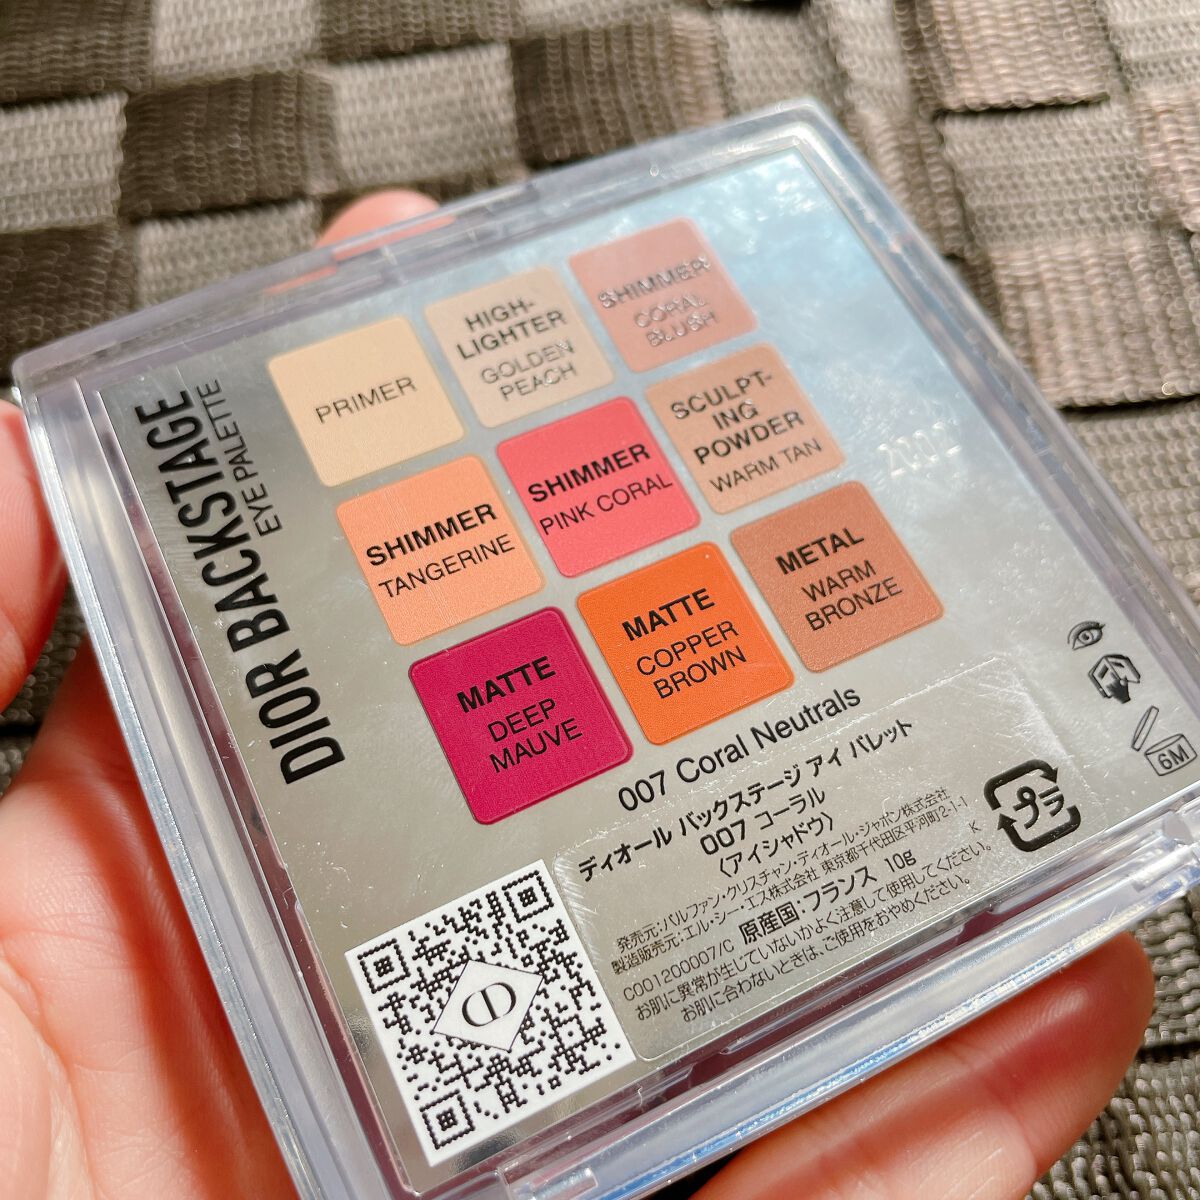 DIOR BACKSTAGE
EYE PALETTE
PRIMER
HIGH-
LIGHTER
GOLDEN
PEACH
SHIMMER
CORAL
BLUSH
SHIMMER
TANGERINE
SHIMMER
PINK CORAL
SCULPT-
ING
POWDER
WARM TAN
MATTE
DEEP
MAUVE
MATTE
COPPER
BROWN
METAL
WARM
BRONZE
007 Coral Neutrals
ディオール バックステージ アイ パレット
007 コーラル
〈アイシャドウ〉
発売元：パルファン・クリスチャン・ディオール・ジャポン株式会社
製造販売元：エル・シー・エス株式会社 東京都千代田区平河町2-1-1
C001200007/C 原産国：フランス 10g K
お肌に異常が生じていないかよく注意して使用してください。
お肌に合わないときは、ご使用をおやめください。
プラ
6M
CD